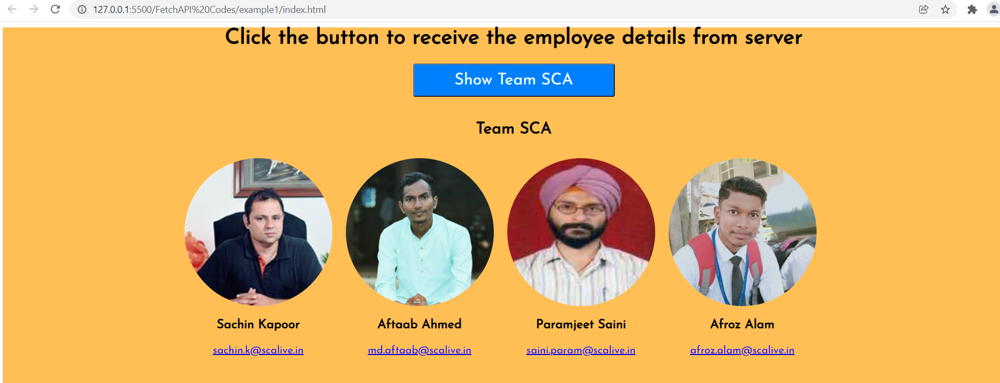 127.0.0.1:5500/FetchAPI%20Codes/example1/index.html
Click the button to receive the employee details from server
Show Team SCA
Team SCA
Sachin Kapoor Aftaab Ahmed Paramjeet Saini Afroz Alam
sachin.k@scalive.in md.aftaab@scalive.in saini.param@scalive.in afroz.alam@scalive.in